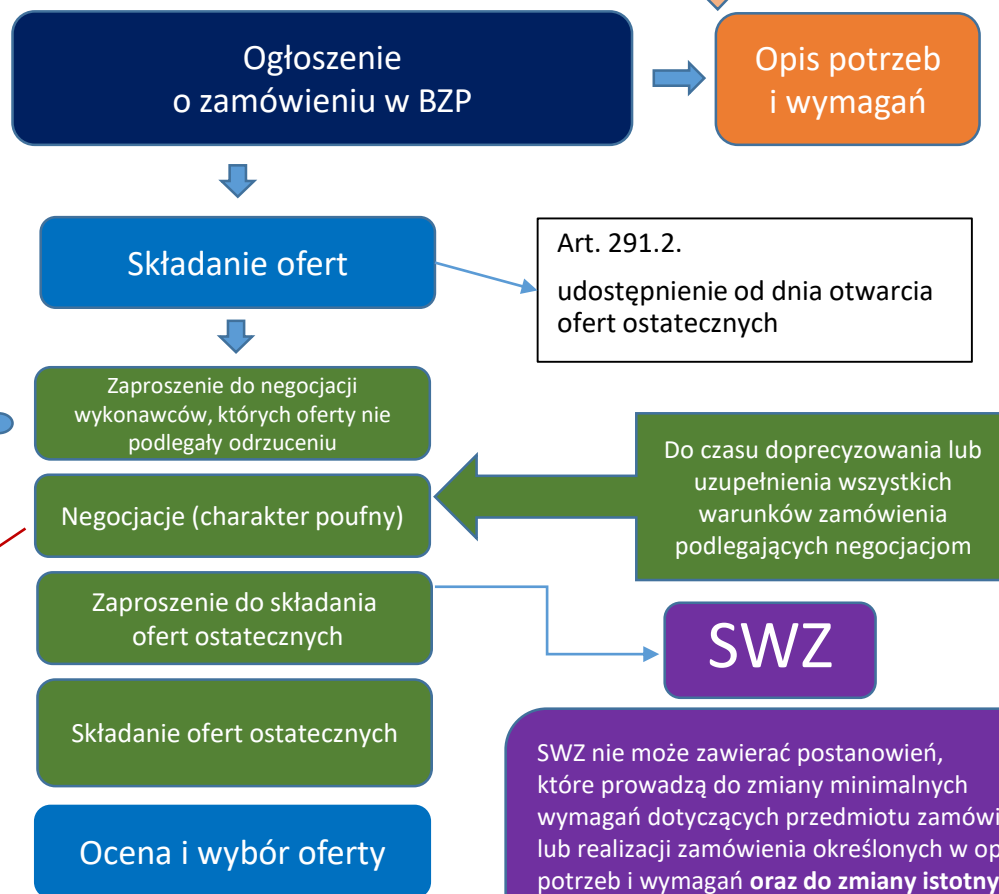 Ogłoszenie
o zamówieniu w BZP
Opis potrzeb
i wymagań
Składanie ofert
Art. 291.2.
udostępnienie od dnia otwarcia
ofert ostatecznych
Zaproszenie do negocjacji
wykonawców, których oferty nie
podlegały odrzuceniu
Do czasu doprecyzowania lub
uzupełnienia wszystkich
warunków zamówienia
podlegających negocjacjom
Negocjacje (charakter poufny)
Zaproszenie do składania
ofert ostatecznych
SWZ
Składanie ofert ostatecznych
SWZ nie może zawierać postanowień,
które prowadzą do zmiany minimalnych
wymagań dotyczących przedmiotu zamówi
lub realizacji zamówienia określonych w op
potrzeb i wymagań oraz do zmiany istotny
Ocena i wybór oferty